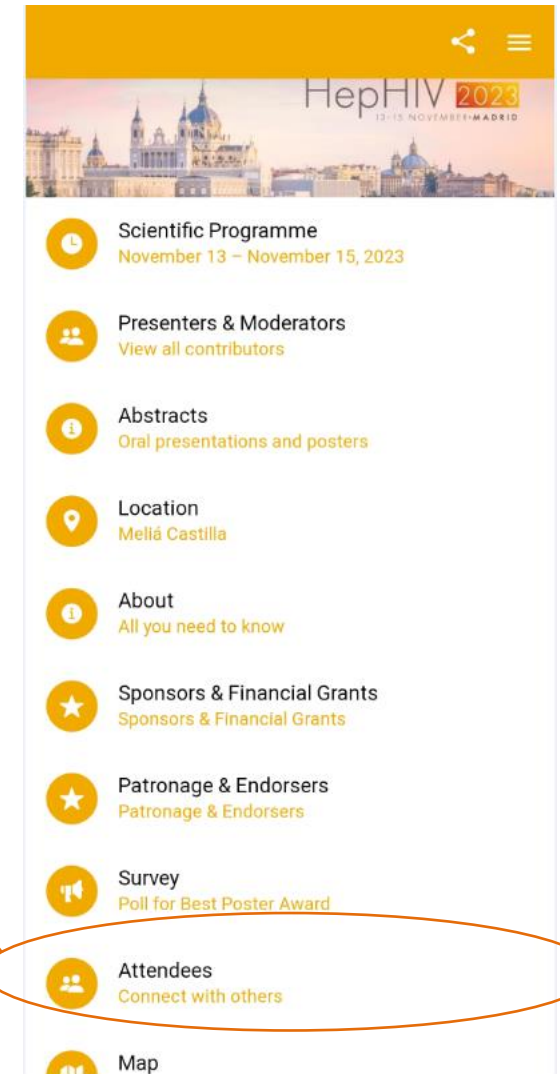 HepHIV 2023
13-15 NOVEMBER•MADRID
Scientific Programme
November 13 – November 15, 2023
Presenters & Moderators
View all contributors
Abstracts
Oral presentations and posters
Location
Meliá Castilla
About
All you need to know
Sponsors & Financial Grants
Sponsors & Financial Grants
Patronage & Endorsers
Patronage & Endorsers
Survey
Poll for Best Poster Award
Attendees
Connect with others
Map